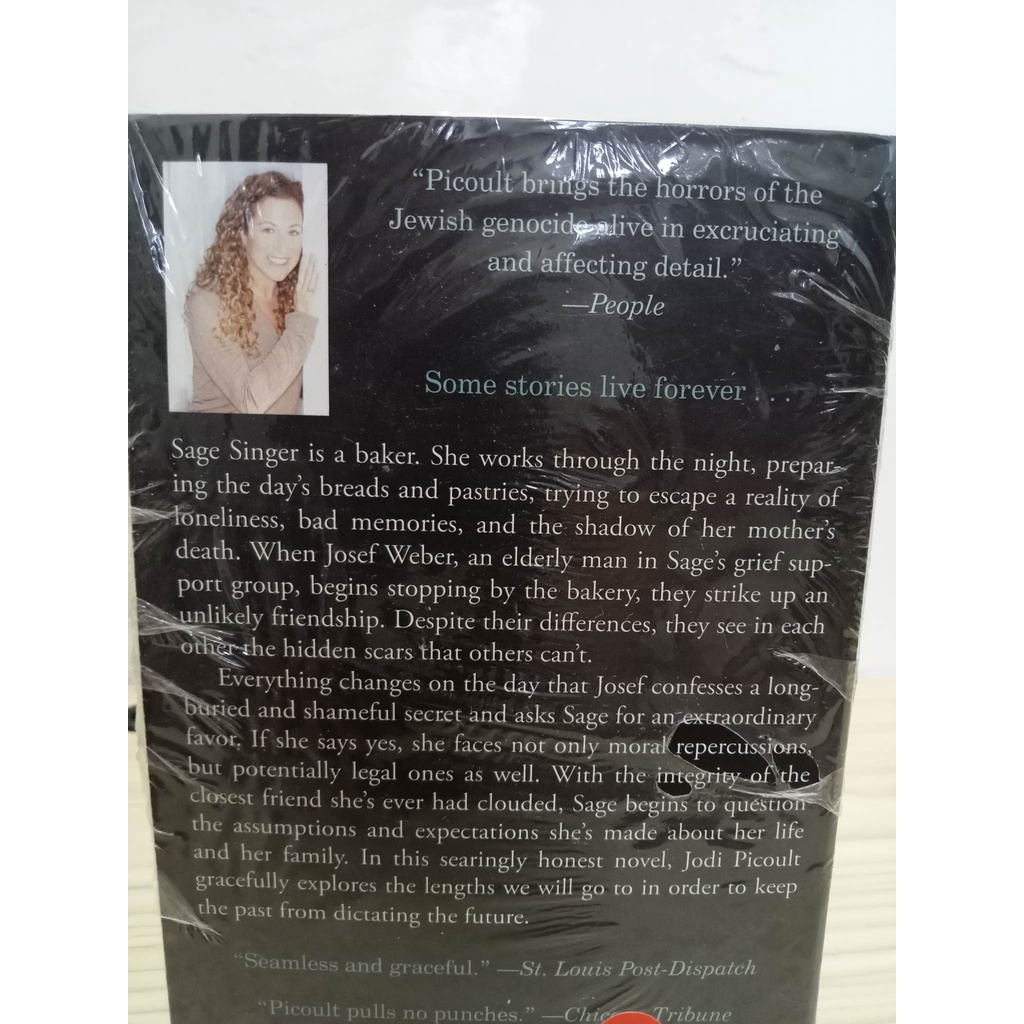 “Picoult brings the horrors of the
Jewish genocide alive in excruciating
and affecting detail.”
—People
Some stories live forever . . .
Sage Singer is a baker. She works through the night, prepar-
ing the day’s breads and pastries, trying to escape a reality of
loneliness, bad memories, and the shadow of her mother’s
death. When Josef Weber, an elderly man in Sage’s grief sup-
port group, begins stopping by the bakery, they strike up an
unlikely friendship. Despite their differences, they see in each
other the hidden scars that others can’t.
Everything changes on the day that Josef confesses a long-
buried and shameful secret and asks Sage for an extraordinary
favor. If she says yes, she faces not only moral repercussions,
but potentially legal ones as well. With the integrity of the
closest friend she’s ever had clouded, Sage begins to question
the assumptions and expectations she’s made about her life
and her family. In this searingly honest novel, Jodi Picoult
gracefully explores the lengths we will go to in order to keep
the past from dictating the future.
“Seamless and graceful.” —St. Louis Post-Dispatch
“Picoult pulls no punches.” —Chicago Tribune